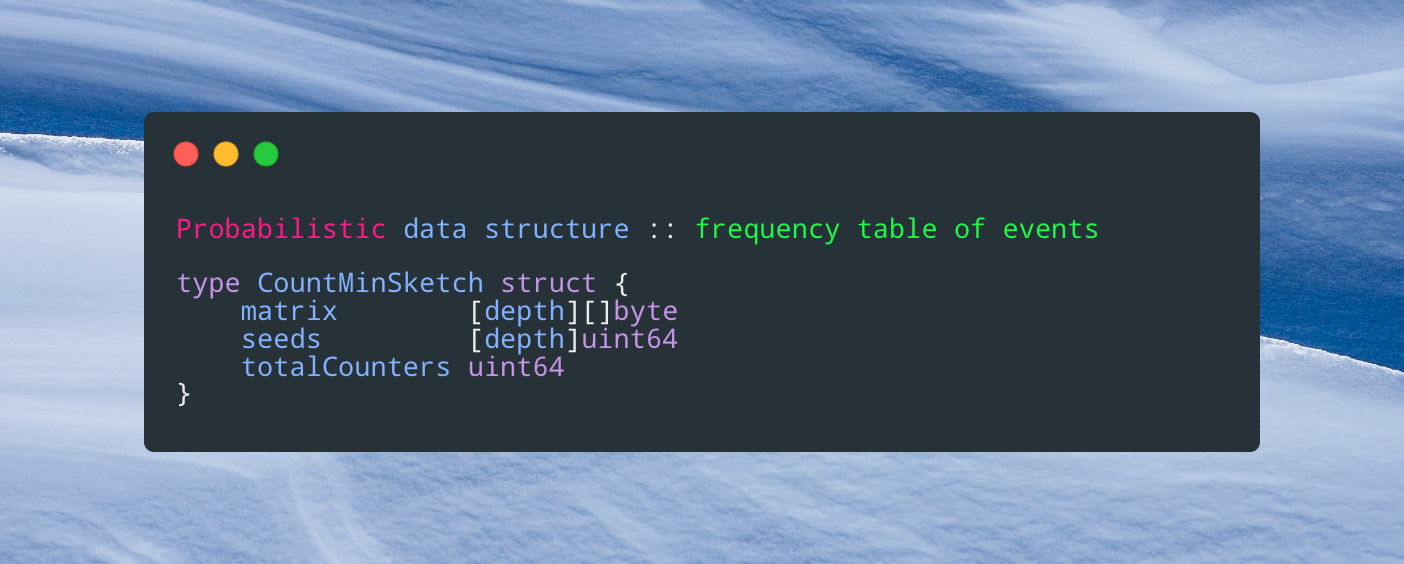 Probabilistic data structure :: frequency table of events
type CountMinSketch struct {
    matrix        [depth][]byte
    seeds         [depth]uint64
    totalCounters uint64
}